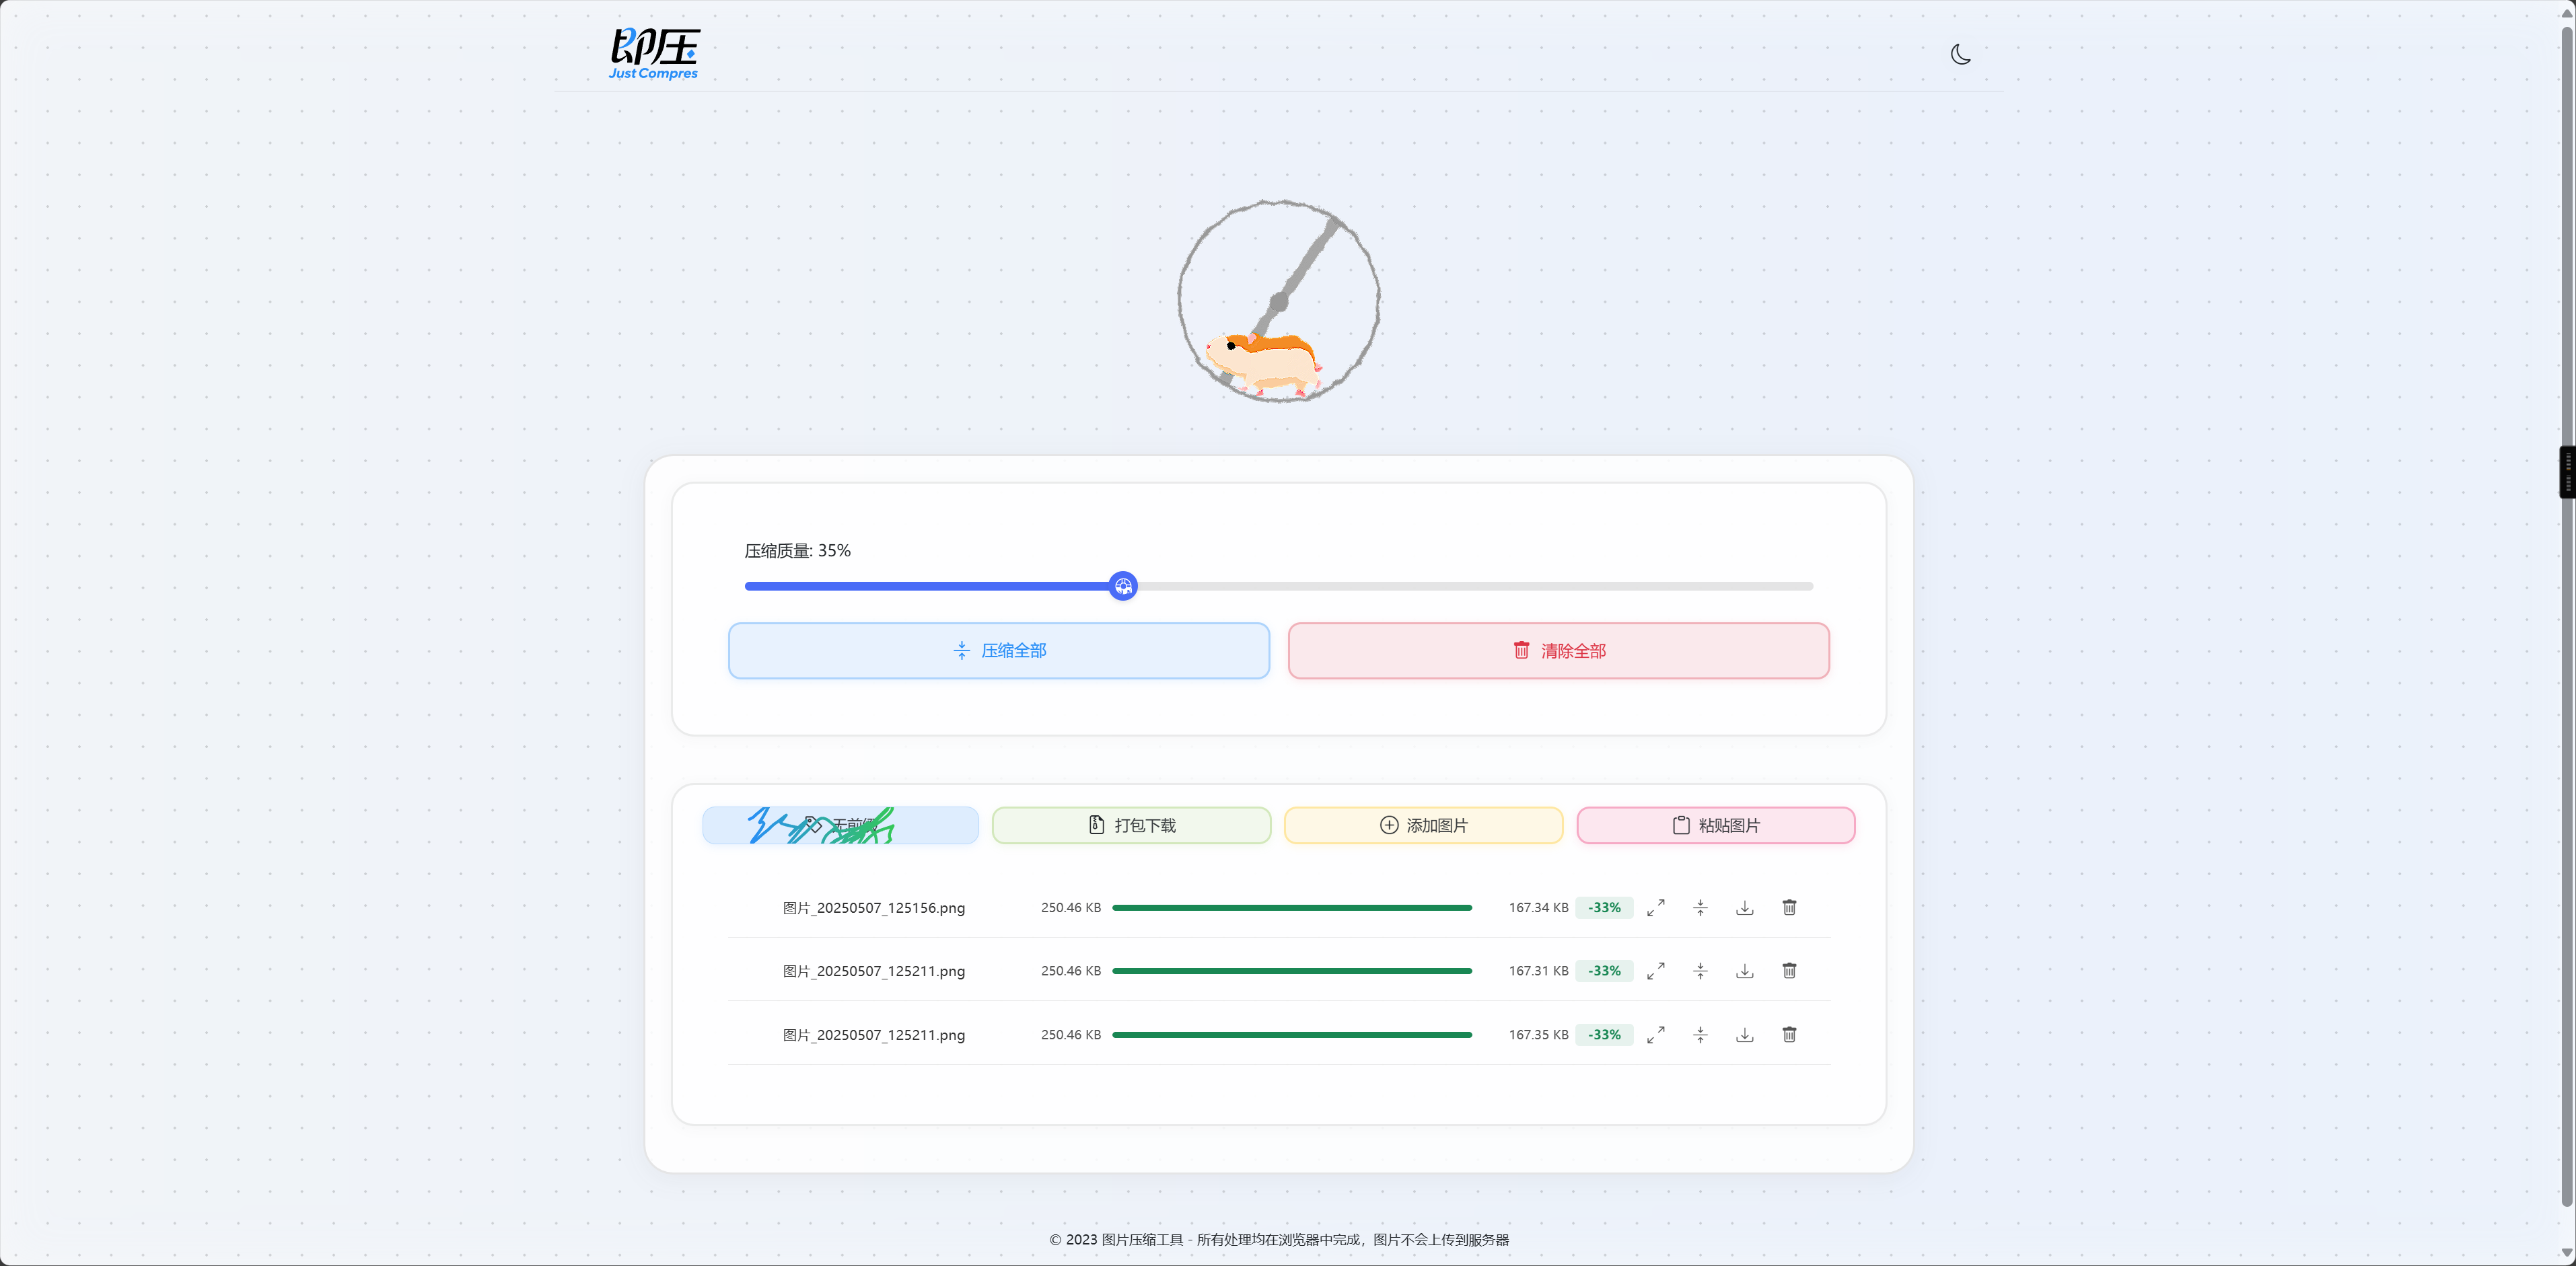 即压
Just Compres
压缩质量: 35%
压缩全部
清除全部
无前缀
打包下载
添加图片
粘贴图片
图片_20250507_125156.png 250.46 KB 167.34 KB -33%
图片_20250507_125211.png 250.46 KB 167.31 KB -33%
图片_20250507_125211.png 250.46 KB 167.35 KB -33%
© 2023 图片压缩工具 - 所有处理均在浏览器中完成，图片不会上传到服务器